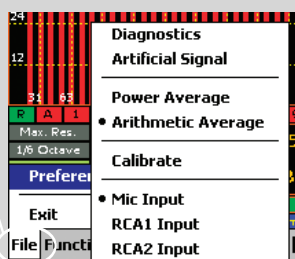 24
12
31 63
R A 1
Max. Res.
1/6 Octave
Prefere
Exit
File Functi
Diagnostics
Artificial Signal
Power Average
• Arithmetic Average
Calibrate
• Mic Input
RCA1 Input
RCA2 Input